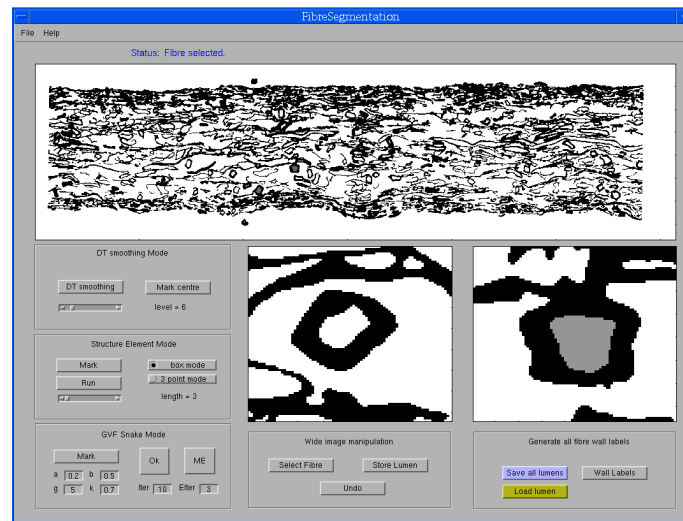 FibreSegmentation
File Help
Status: Fibre selected.
DT smoothing Mode
DT smoothing Mark centre
level = 6
Structure Element Mode
Mark box mode
Run 3 point mode
length = 3
GVF Snake Mode
Mark Ok ME
a 0.2 b 0.5
g 5 k 0.7 Iter 10 EIter 3
Wide image manipulation
Select Fibre Store Lumen
Undo
Generate all fibre wall labels
Save all lumens Wall Labels
Load lumen